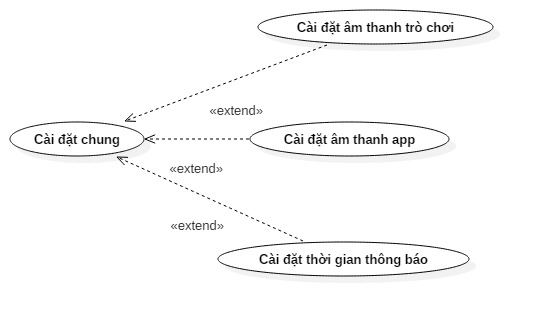 Cài đặt âm thanh trò chơi
«extend»
Cài đặt chung
Cài đặt âm thanh app
«extend»
«extend»
Cài đặt thời gian thông báo